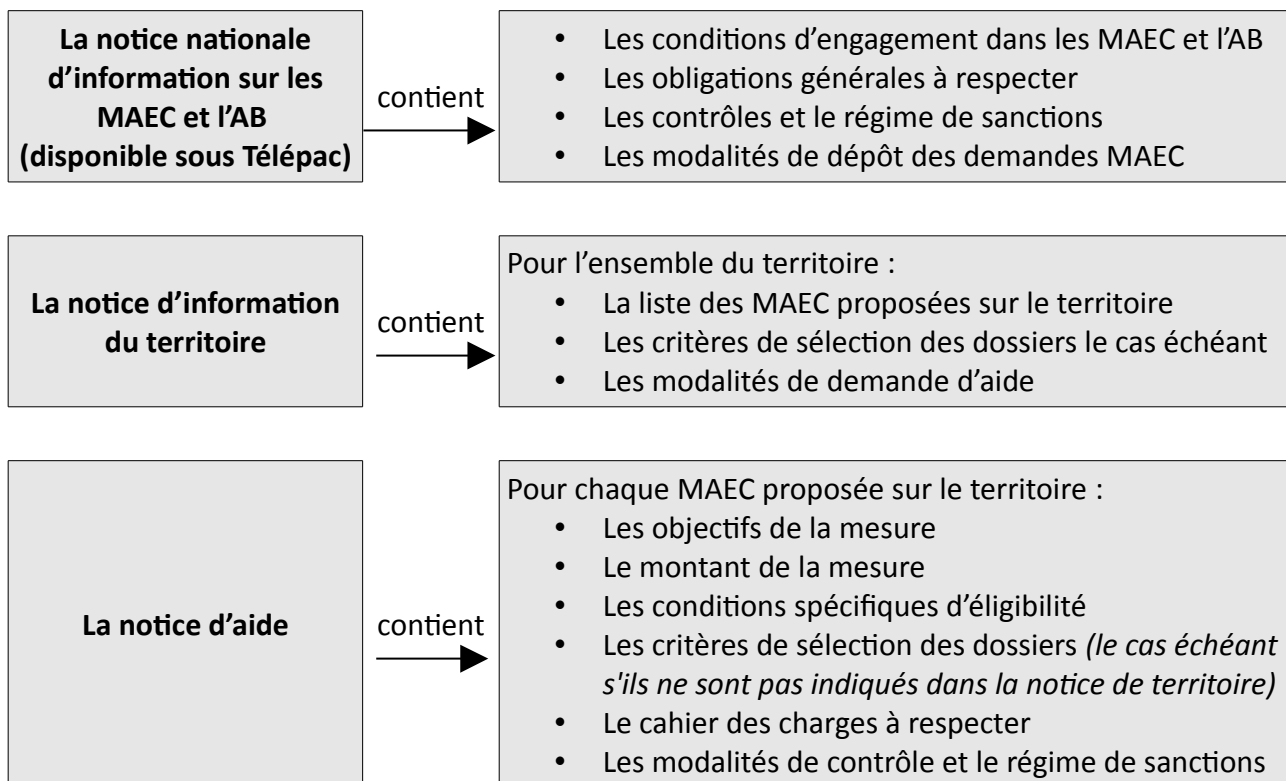 La notice nationale
d’information sur les
MAEC et l’AB
(disponible sous Télépac)
contient
• Les conditions d’engagement dans les MAEC et l’AB
• Les obligations générales à respecter
• Les contrôles et le régime de sanctions
• Les modalités de dépôt des demandes MAEC
La notice d’information
du territoire
contient
Pour l’ensemble du territoire :
• La liste des MAEC proposées sur le territoire
• Les critères de sélection des dossiers le cas échéant
• Les modalités de demande d’aide
La notice d’aide
contient
Pour chaque MAEC proposée sur le territoire :
• Les objectifs de la mesure
• Le montant de la mesure
• Les conditions spécifiques d’éligibilité
• Les critères de sélection des dossiers (le cas échéant
s'ils ne sont pas indiqués dans la notice de territoire)
• Le cahier des charges à respecter
• Les modalités de contrôle et le régime de sanctions